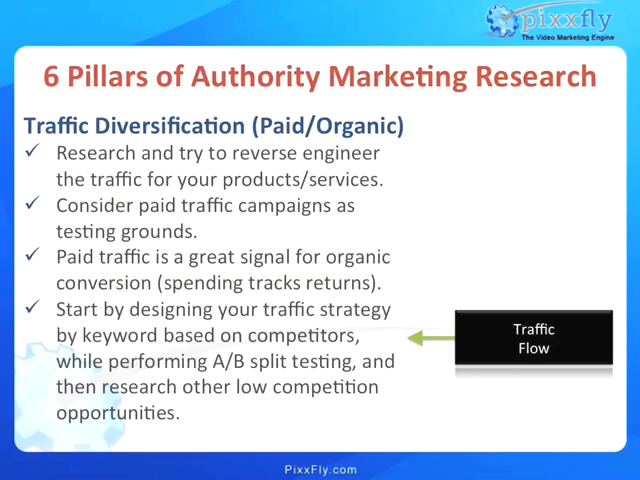 pixxfly
The Video Marketing Engine
6 Pillars of Authority Marketing Research
Traffic Diversification (Paid/Organic)
✓ Research and try to reverse engineer
the traffic for your products/services.
✓ Consider paid traffic campaigns as
testing grounds.
✓ Paid traffic is a great signal for organic
conversion (spending tracks returns).
✓ Start by designing your traffic strategy
by keyword based on competitors,
while performing A/B split testing, and
then research other low competition
opportunities.
Traffic
Flow
PixxFly.com